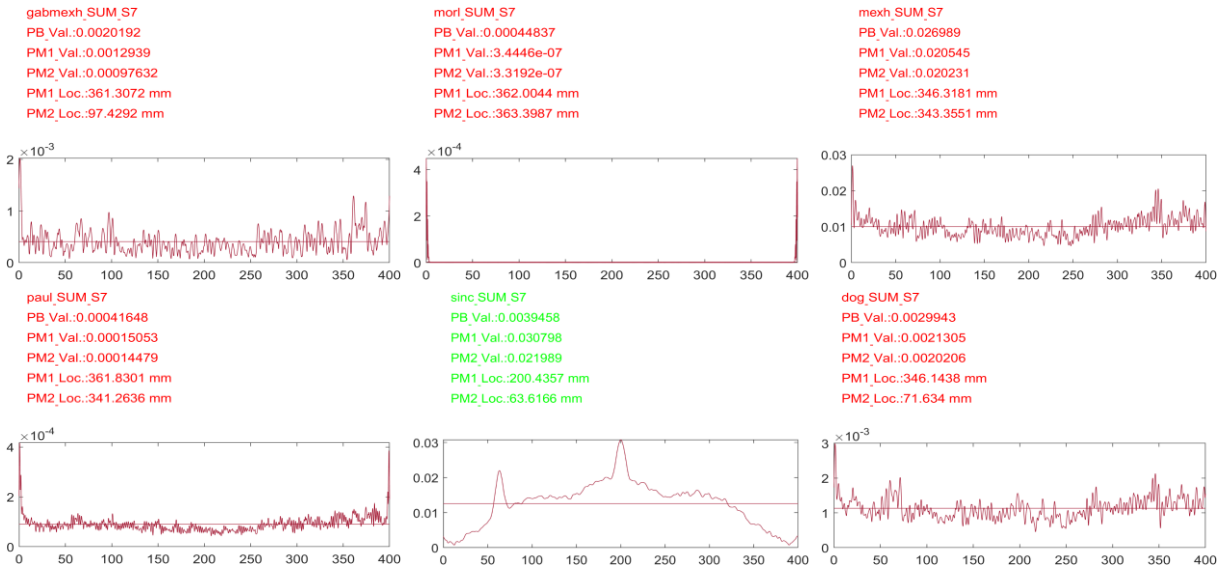 gabmexh_SUM_S7
PB_Val.:0.0020192
PM1_Val.:0.0012939
PM2_Val.:0.00097632
PM1_Loc.:361.3072 mm
PM2_Loc.:97.4292 mm
×10⁻³
2
1
0
0 50 100 150 200 250 300 350 400
morl_SUM_S7
PB_Val.:0.00044837
PM1_Val.:3.4446e-07
PM2_Val.:3.3192e-07
PM1_Loc.:362.0044 mm
PM2_Loc.:363.3987 mm
×10⁻⁴
4
2
0
0 50 100 150 200 250 300 350 400
mexh_SUM_S7
PB_Val.:0.026989
PM1_Val.:0.020545
PM2_Val.:0.020231
PM1_Loc.:346.3181 mm
PM2_Loc.:343.3551 mm
0.03
0.02
0.01
0
0 50 100 150 200 250 300 350 400
paul_SUM_S7
PB_Val.:0.00041648
PM1_Val.:0.00015053
PM2_Val.:0.00014479
PM1_Loc.:361.8301 mm
PM2_Loc.:341.2636 mm
×10⁻⁴
4
2
0
0 50 100 150 200 250 300 350 400
sinc_SUM_S7
PB_Val.:0.0039458
PM1_Val.:0.030798
PM2_Val.:0.021989
PM1_Loc.:200.4357 mm
PM2_Loc.:63.6166 mm
0.03
0.02
0.01
0
0 50 100 150 200 250 300 350 400
dog_SUM_S7
PB_Val.:0.0029943
PM1_Val.:0.0021305
PM2_Val.:0.0020206
PM1_Loc.:346.1438 mm
PM2_Loc.:71.634 mm
×10⁻³
3
2
1
0
0 50 100 150 200 250 300 350 400